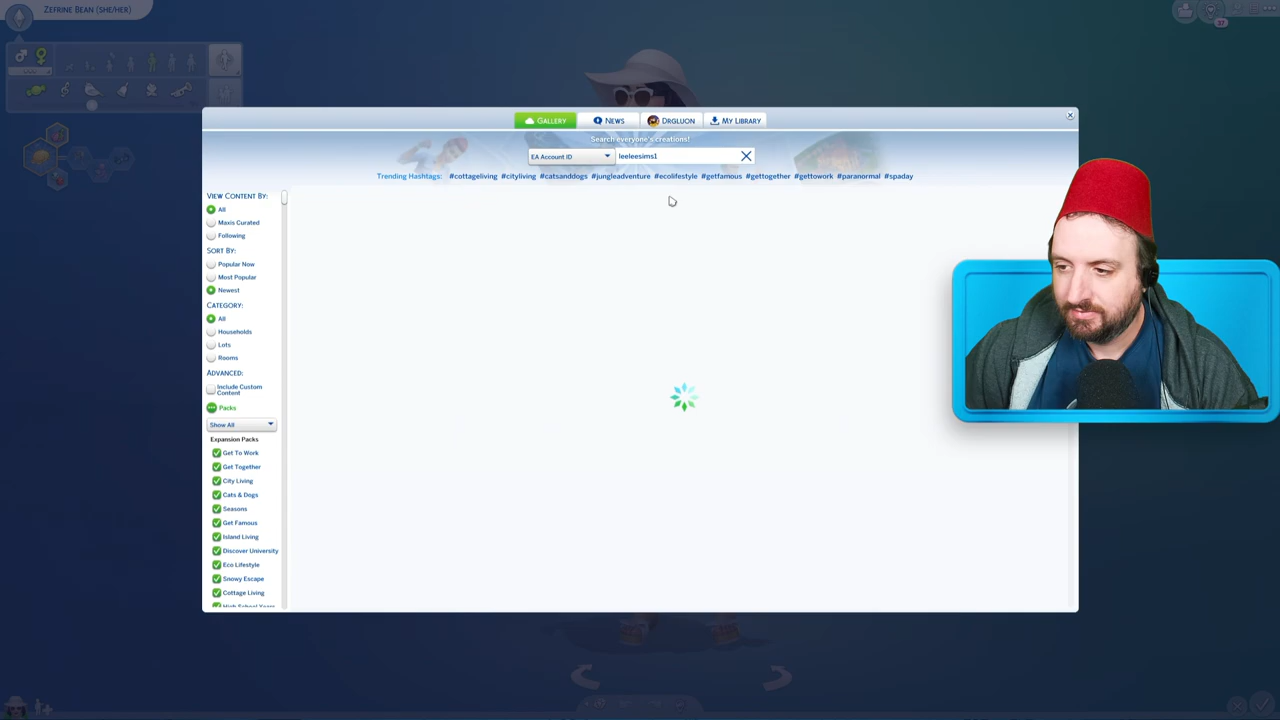 Zefrine Bean (she/her)
37
Gallery
News
DrGluon
My Library
Search everyone's creations!
EA Account ID
leeleesims1
Trending Hashtags: #cottageliving #cityliving #catsanddogs #jungleadventure #ecolifestyle #getfamous #gettogether #gettowork #paranormal #spaday
View Content By:
All
Maxis Curated
Following
Sort By:
Popular Now
Most Popular
Newest
Category:
All
Households
Lots
Rooms
Advanced:
Include Custom
Content
Packs
Show All
Expansion Packs
Get To Work
Get Together
City Living
Cats & Dogs
Seasons
Get Famous
Island Living
Discover University
Eco Lifestyle
Snowy Escape
Cottage Living
High School Years